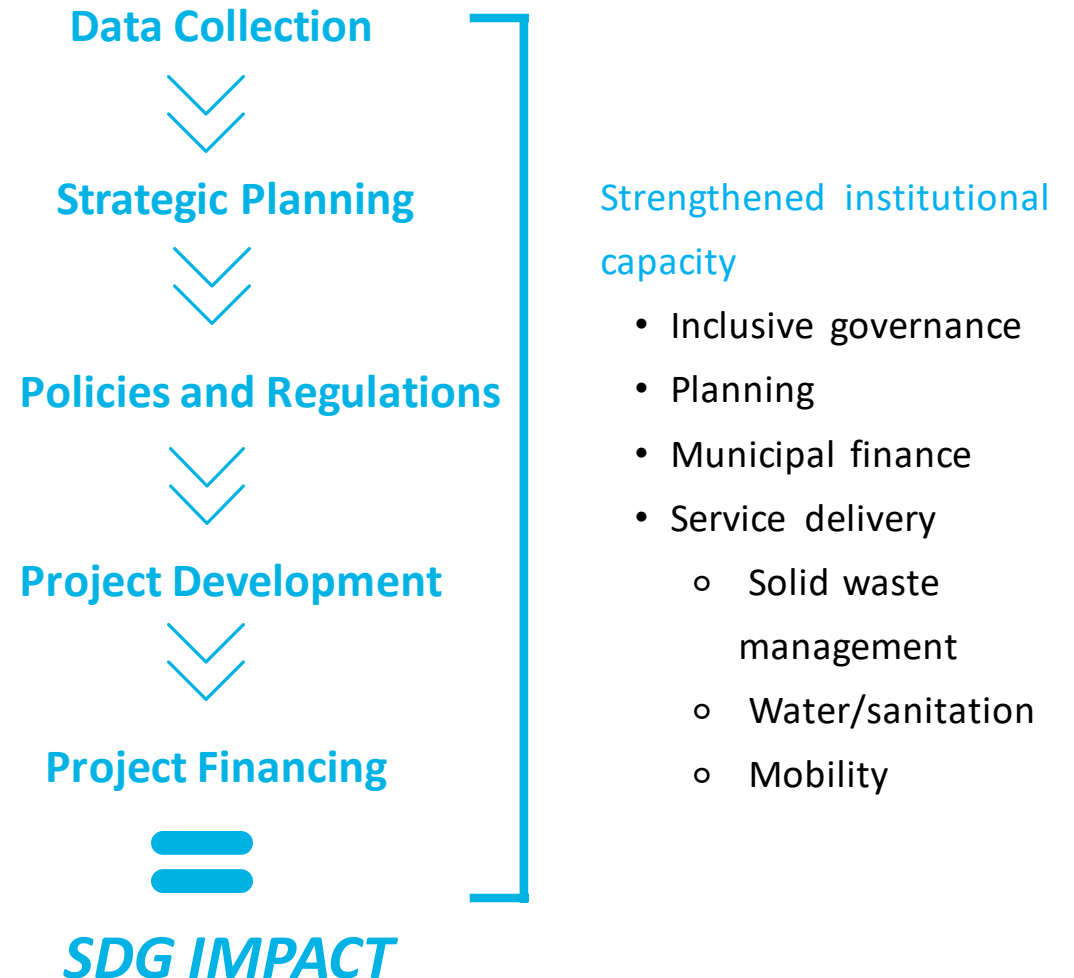 Data Collection
Strategic Planning
Policies and Regulations
Project Development
Project Financing
SDG IMPACT
Strengthened institutional
capacity
• Inclusive governance
• Planning
• Municipal finance
• Service delivery
o Solid waste
management
o Water/sanitation
o Mobility